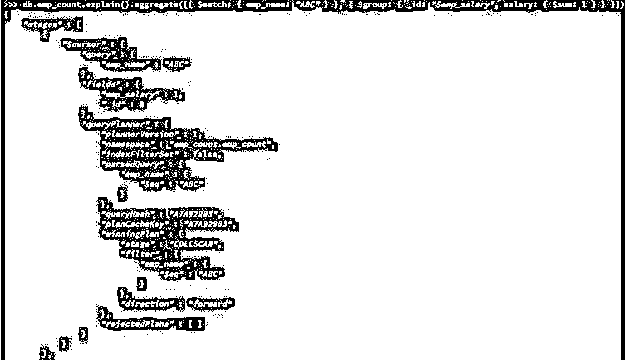 >>> db.emp_count.explain().aggregate([{ $match: { emp_name: "ABC" } }, { $group: { _id: "$emp_salary", salary: { $sum: 1 } } }])
{
"stages" : [
{
"$cursor" : {
"query" : {
"emp_name" : "ABC"
},
"fields" : {
"emp_salary" : 1,
"_id" : 0
},
"queryPlanner" : {
"plannerVersion" : 1,
"namespace" : "emp_count.emp_count",
"indexFilterSet" : false,
"parsedQuery" : {
"emp_name" : {
"$eq" : "ABC"
}
},
"queryHash" :
"planCacheKey" :
"winningPlan" : {
"stage" : "COLLSCAN",
"filter" : {
"emp_name" : {
"$eq" : "ABC"
}
},
"direction" : "forward"
},
"rejectedPlans" : [ ]
}
}
},